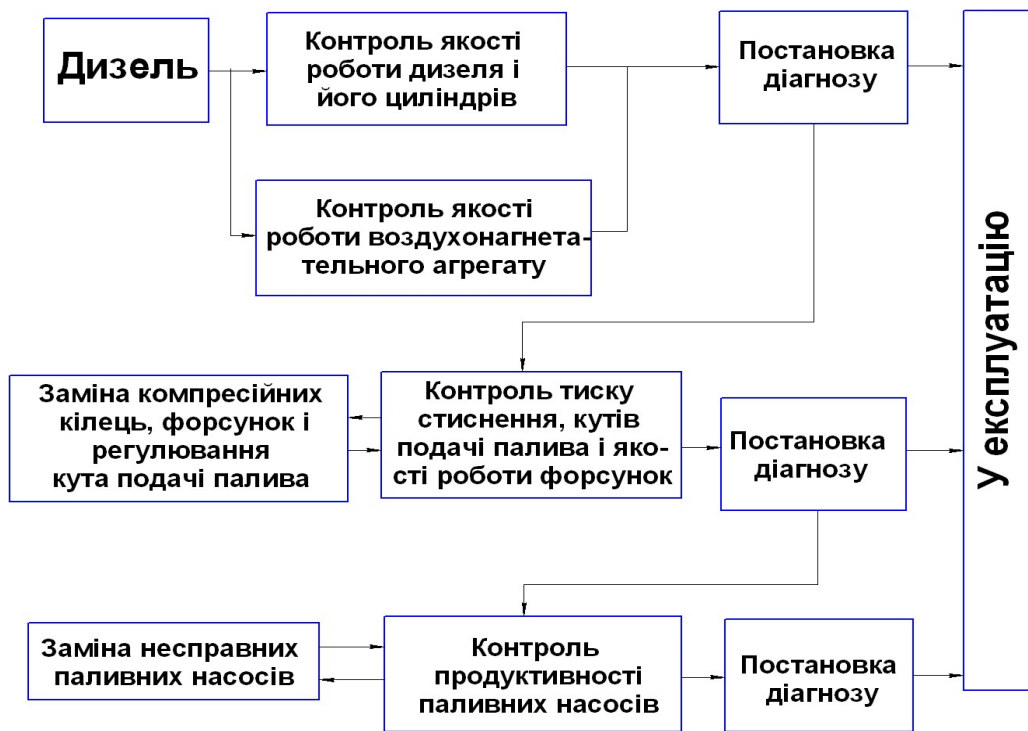 Дизель
Контроль якості
роботи дизеля і
його циліндрів
Постановка
діагнозу
Контроль якості
роботи воздухонагнета-
тельного агрегату
У експлуатацію
Заміна компресійних
кілець, форсунок і
регулювання
кута подачі палива
Контроль тиску
стиснення, кутів
подачі палива і яко-
сті роботи форсунок
Постановка
діагнозу
Заміна несправних
паливних насосів
Контроль
продуктивності
паливних насосів
Постановка
діагнозу